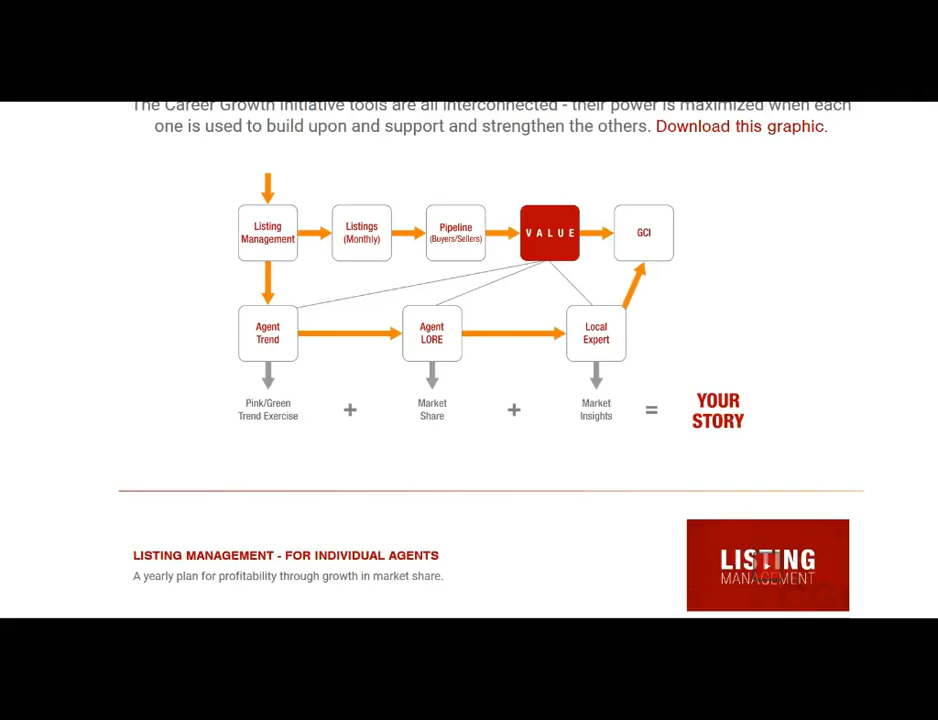 The Career Growth Initiative tools are all interconnected - their power is maximized when each
one is used to build upon and support and strengthen the others. Download this graphic.
Listing
Management
Listings
(Monthly)
Pipeline
(Buyers/Sellers)
VALUE
GCI
Agent
Trend
Agent
LORE
Local
Expert
Pink/Green
Trend Exercise
+
Market
Share
+
Market
Insights
=
YOUR
STORY
LISTING MANAGEMENT - FOR INDIVIDUAL AGENTS
A yearly plan for profitability through growth in market share.
LISTING
MANAGEMENT